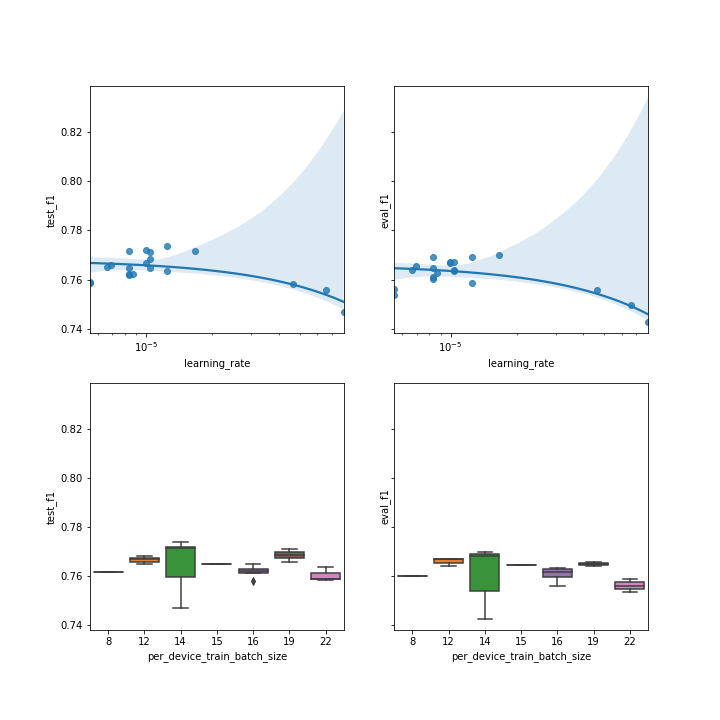 0.82
0.80
0.78
0.76
0.74
test_f1
10⁻⁵
learning_rate
eval_f1
10⁻⁵
learning_rate
0.82
0.80
0.78
0.76
0.74
test_f1
8 12 14 15 16 19 22
per_device_train_batch_size
eval_f1
8 12 14 15 16 19 22
per_device_train_batch_size